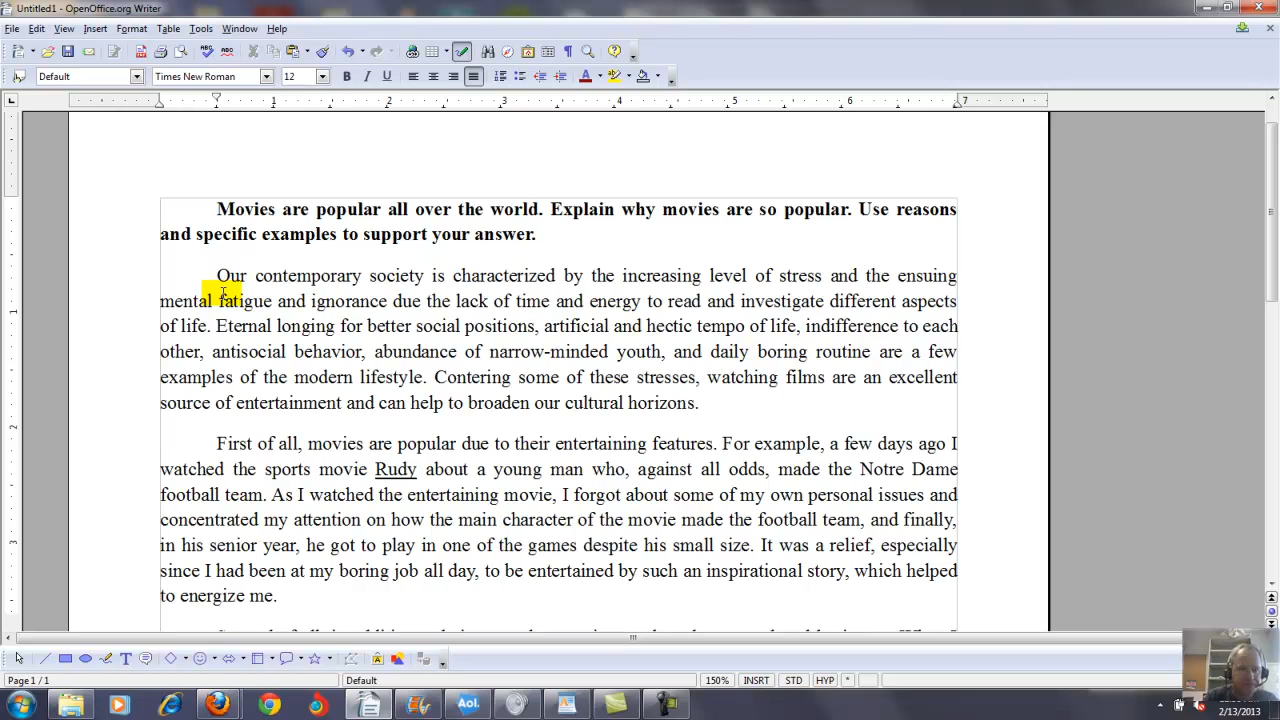 Untitled1 - OpenOffice.org Writer
File Edit View Insert Format Table Tools Window Help
Default Times New Roman 12
1 2 3 4 5 6 7
Movies are popular all over the world. Explain why movies are so popular. Use reasons
and specific examples to support your answer.
Our contemporary society is characterized by the increasing level of stress and the ensuing
mental fatigue and ignorance due the lack of time and energy to read and investigate different aspects
of life. Eternal longing for better social positions, artificial and hectic tempo of life, indifference to each
other, antisocial behavior, abundance of narrow-minded youth, and daily boring routine are a few
examples of the modern lifestyle. Contering some of these stresses, watching films are an excellent
source of entertainment and can help to broaden our cultural horizons.
First of all, movies are popular due to their entertaining features. For example, a few days ago I
watched the sports movie Rudy about a young man who, against all odds, made the Notre Dame
football team. As I watched the entertaining movie, I forgot about some of my own personal issues and
concentrated my attention on how the main character of the movie made the football team, and finally,
in his senior year, he got to play in one of the games despite his small size. It was a relief, especially
since I had been at my boring job all day, to be entertained by such an inspirational story, which helped
to energize me.
Page 1 / 1 Default 150% INSRT STD HYP *
Aol.
2/13/2013